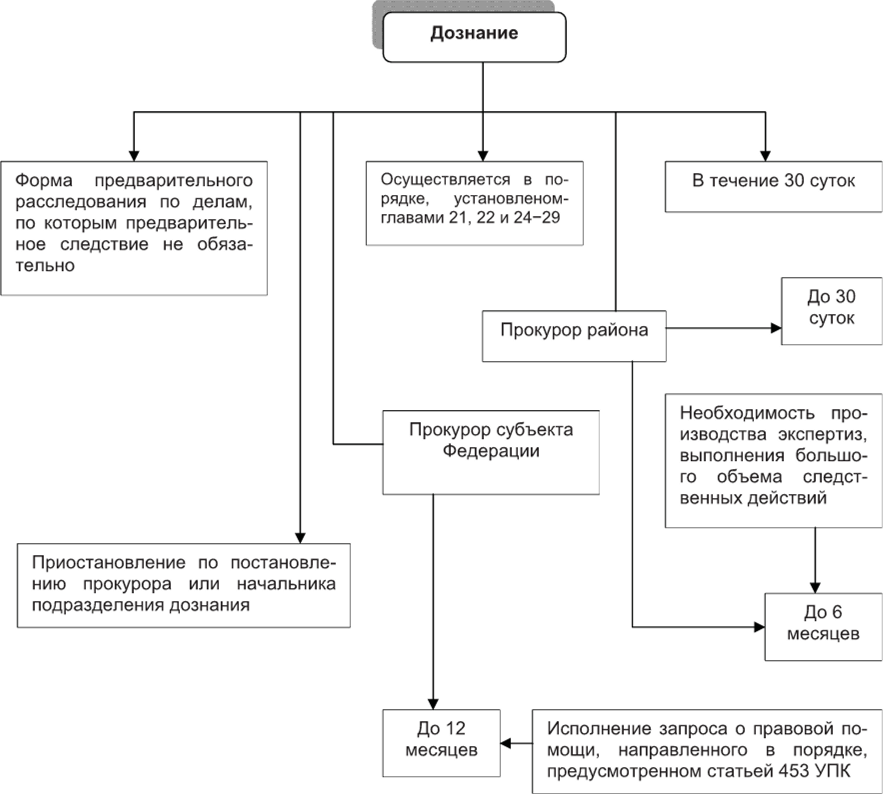 Дознание
Форма предварительного
расследования по делам,
по которым предваритель-
ное следствие не обяза-
тельно
Осуществляется в по-
рядке, установленом-
главами 21, 22 и 24–29
В течение 30 суток
До 30
суток
Прокурор района
Прокурор субъекта
Федерации
Необходимость про-
изводства экспертиз,
выполнения большо-
го объема следст-
венных действий
Приостановление по постановле-
нию прокурора или начальника
подразделения дознания
До 6
месяцев
До 12
месяцев
Исполнение запроса о правовой по-
мощи, направленного в порядке,
предусмотренном статьей 453 УПК